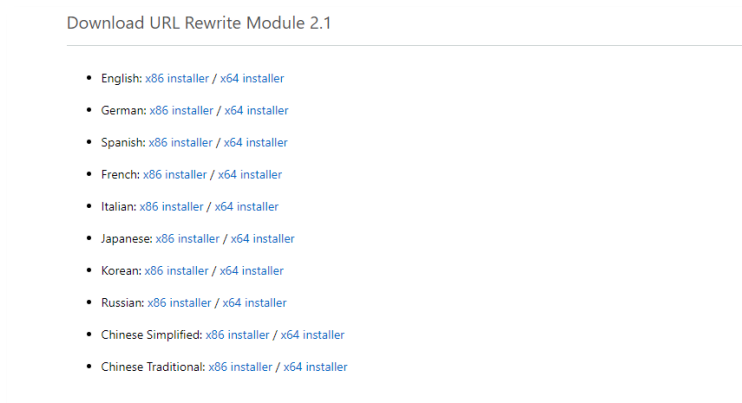 Download URL Rewrite Module 2.1
English: x86 installer / x64 installer
German: x86 installer / x64 installer
Spanish: x86 installer / x64 installer
French: x86 installer / x64 installer
Italian: x86 installer / x64 installer
Japanese: x86 installer / x64 installer
Korean: x86 installer / x64 installer
Russian: x86 installer / x64 installer
Chinese Simplified: x86 installer / x64 installer
Chinese Traditional: x86 installer / x64 installer